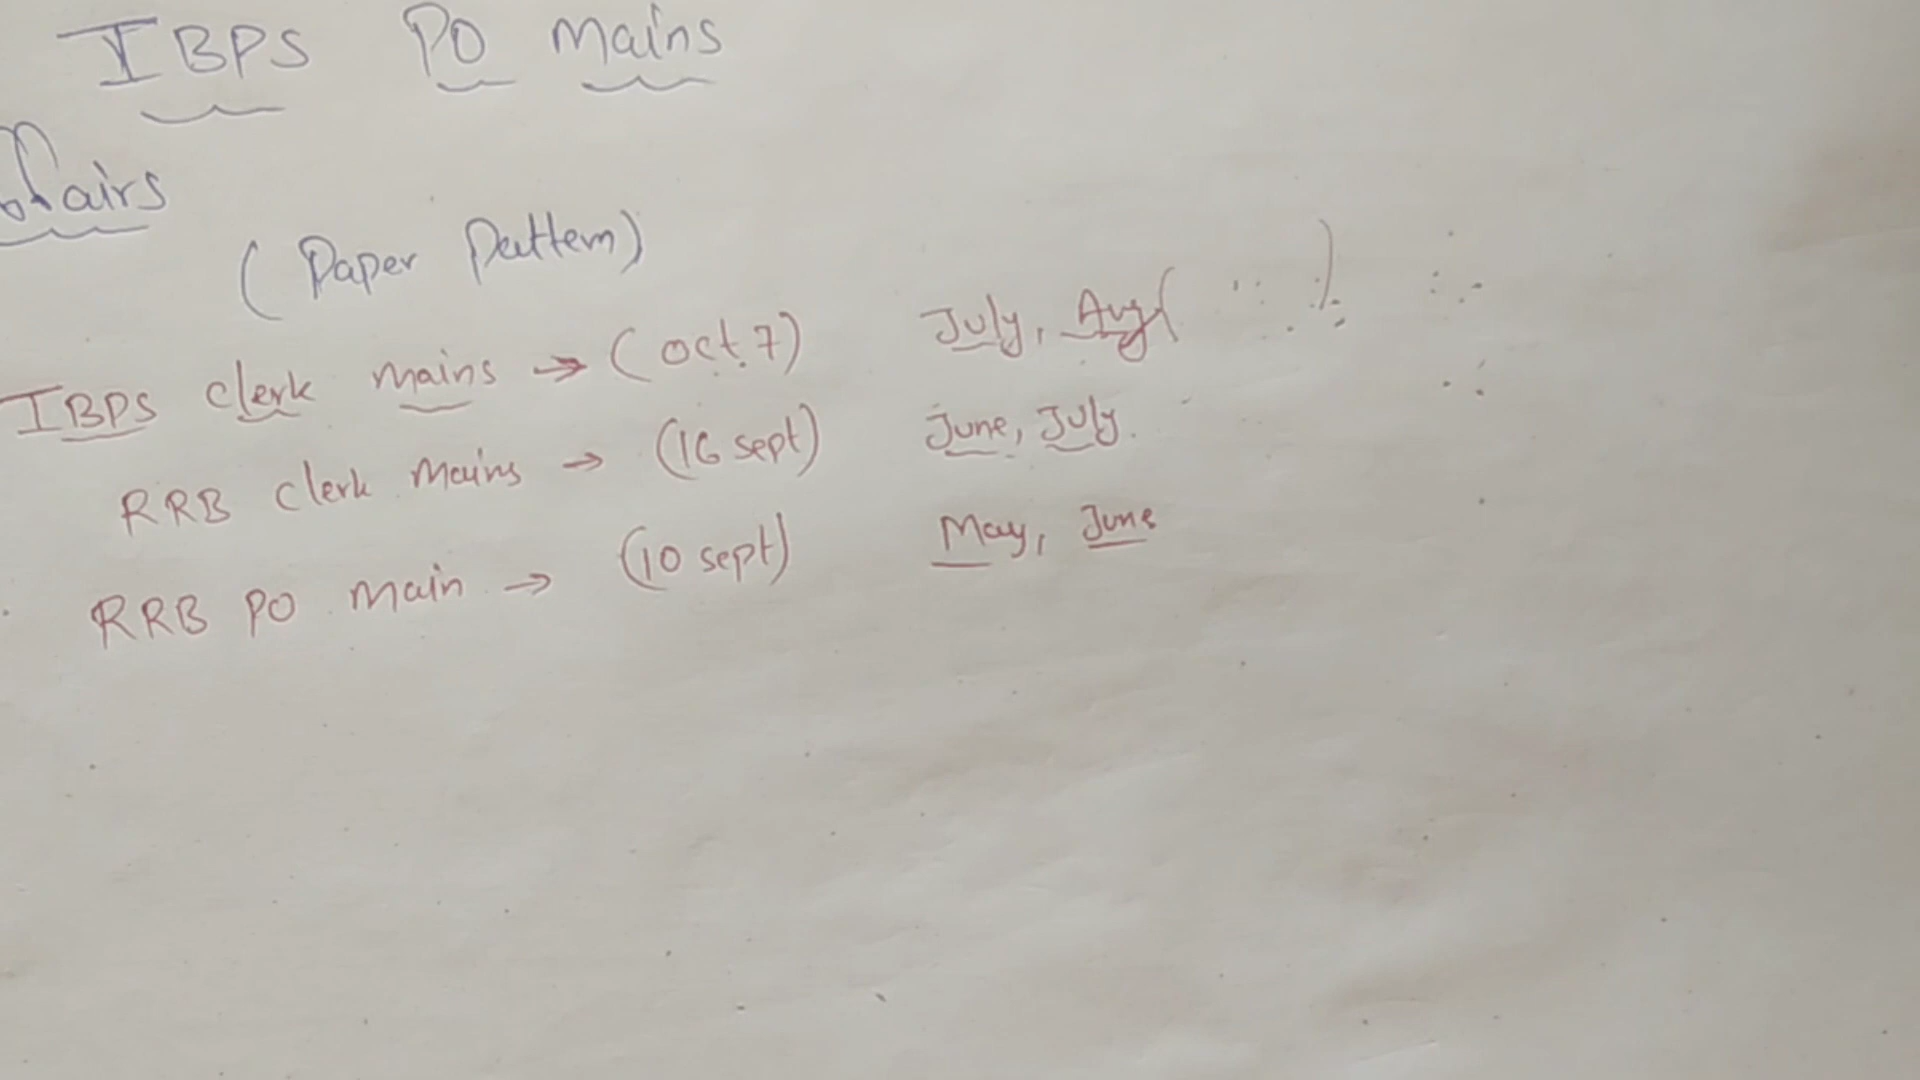 IBPS PO mains
ffairs
(Paper Pattern)
IBPS clerk mains → (oct.7) July, Aug(      )
RRB clerk Mains → (16 sept) June, July.
RRB PO main → (10 sept) May, June